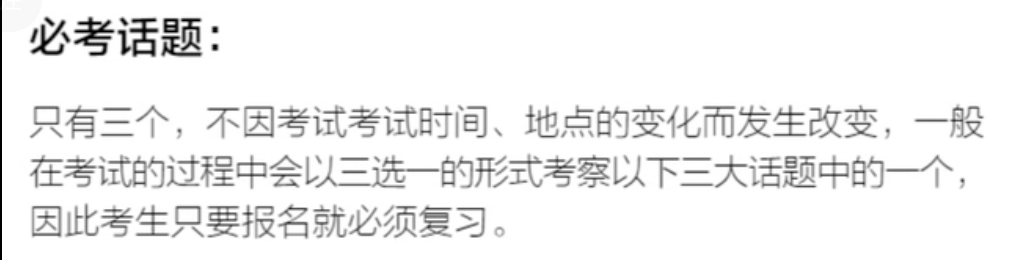 必考话题：
只有三个，不因考试考试时间、地点的变化而发生改变，一般
在考试的过程中会以三选一的形式考察以下三大话题中的一个，
因此考生只要报名就必须复习。